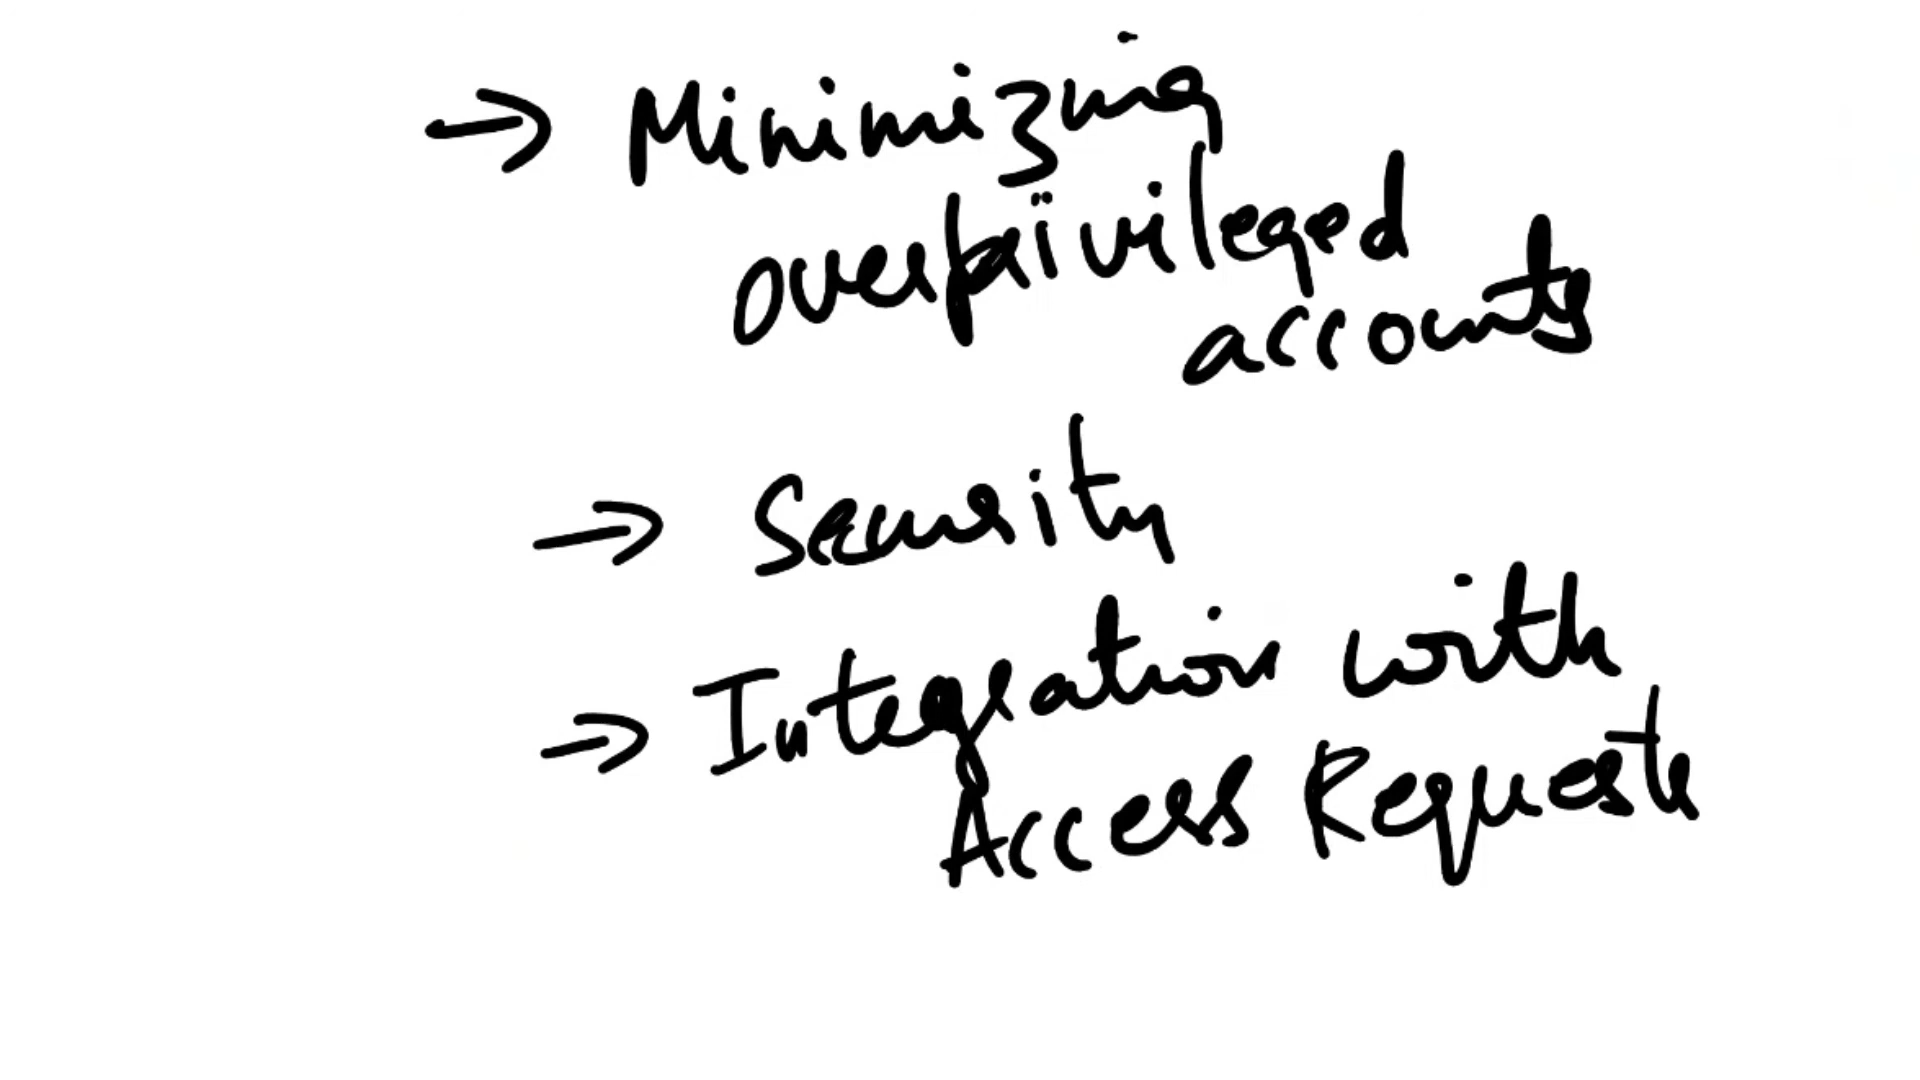 → Minimizing
overprivileged
accounts
→ Security
→ Integration with
Access Requests